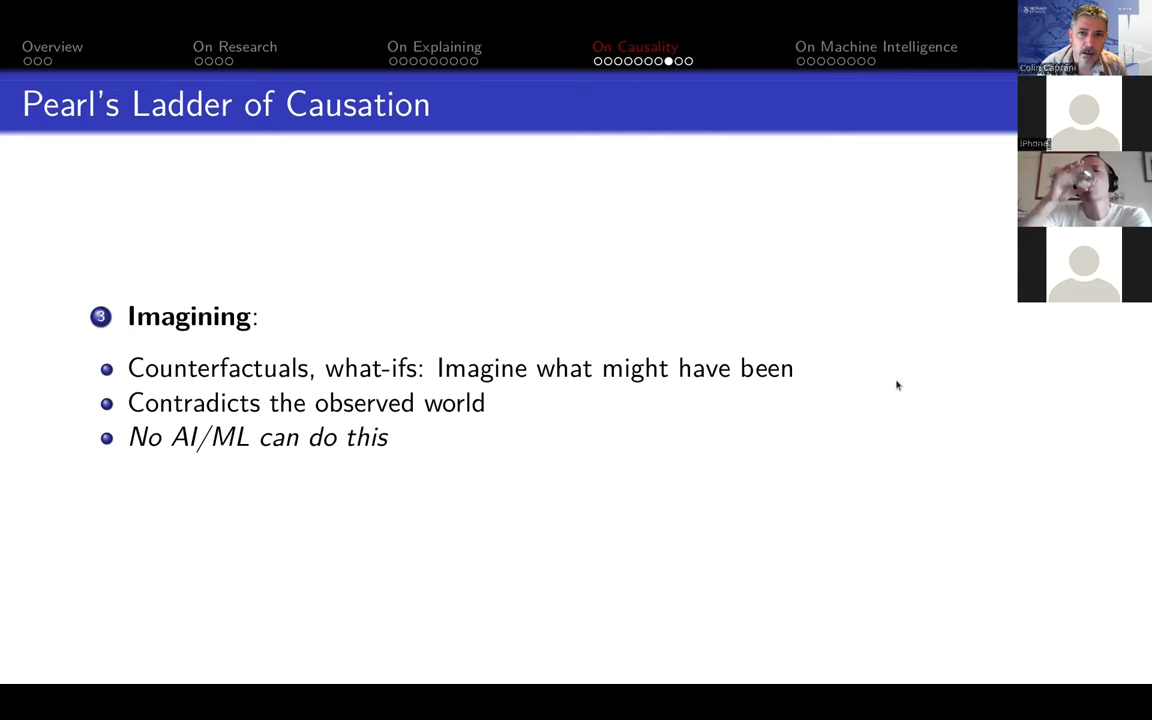 Overview
On Research
On Explaining
On Causality
On Machine Intelligence
Pearl's Ladder of Causation
3 Imagining:
Counterfactuals, what-ifs: Imagine what might have been
Contradicts the observed world
No AI/ML can do this
Colin Caprani
iPhone